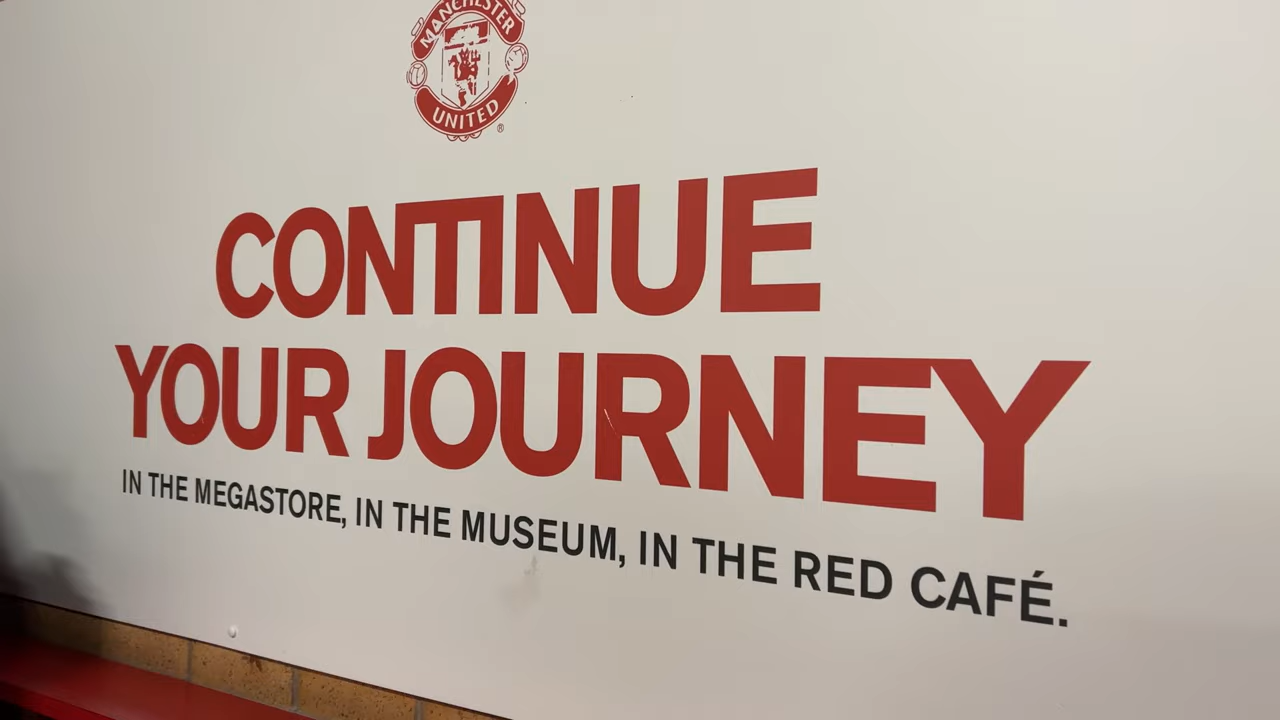 MANCHESTER
UNITED
®
CONTINUE
YOUR JOURNEY
IN THE MEGASTORE, IN THE MUSEUM, IN THE RED CAFÉ.